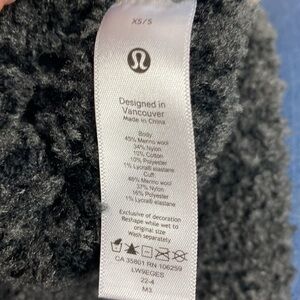 XS/S
Designed in
Vancouver
Made in China
Body
45% Merino wool
34% Nylon
10% Cotton
10% Polyester
1% Lycra® elastane
Cuff
46% Merino wool
37% Nylon
16% Polyester
1% Lycra® elastane
Exclusive of decoration
Reshape while wet to
original size
Wash separately
CA 35801 RN 106259
LW9EGES
22-4
M3